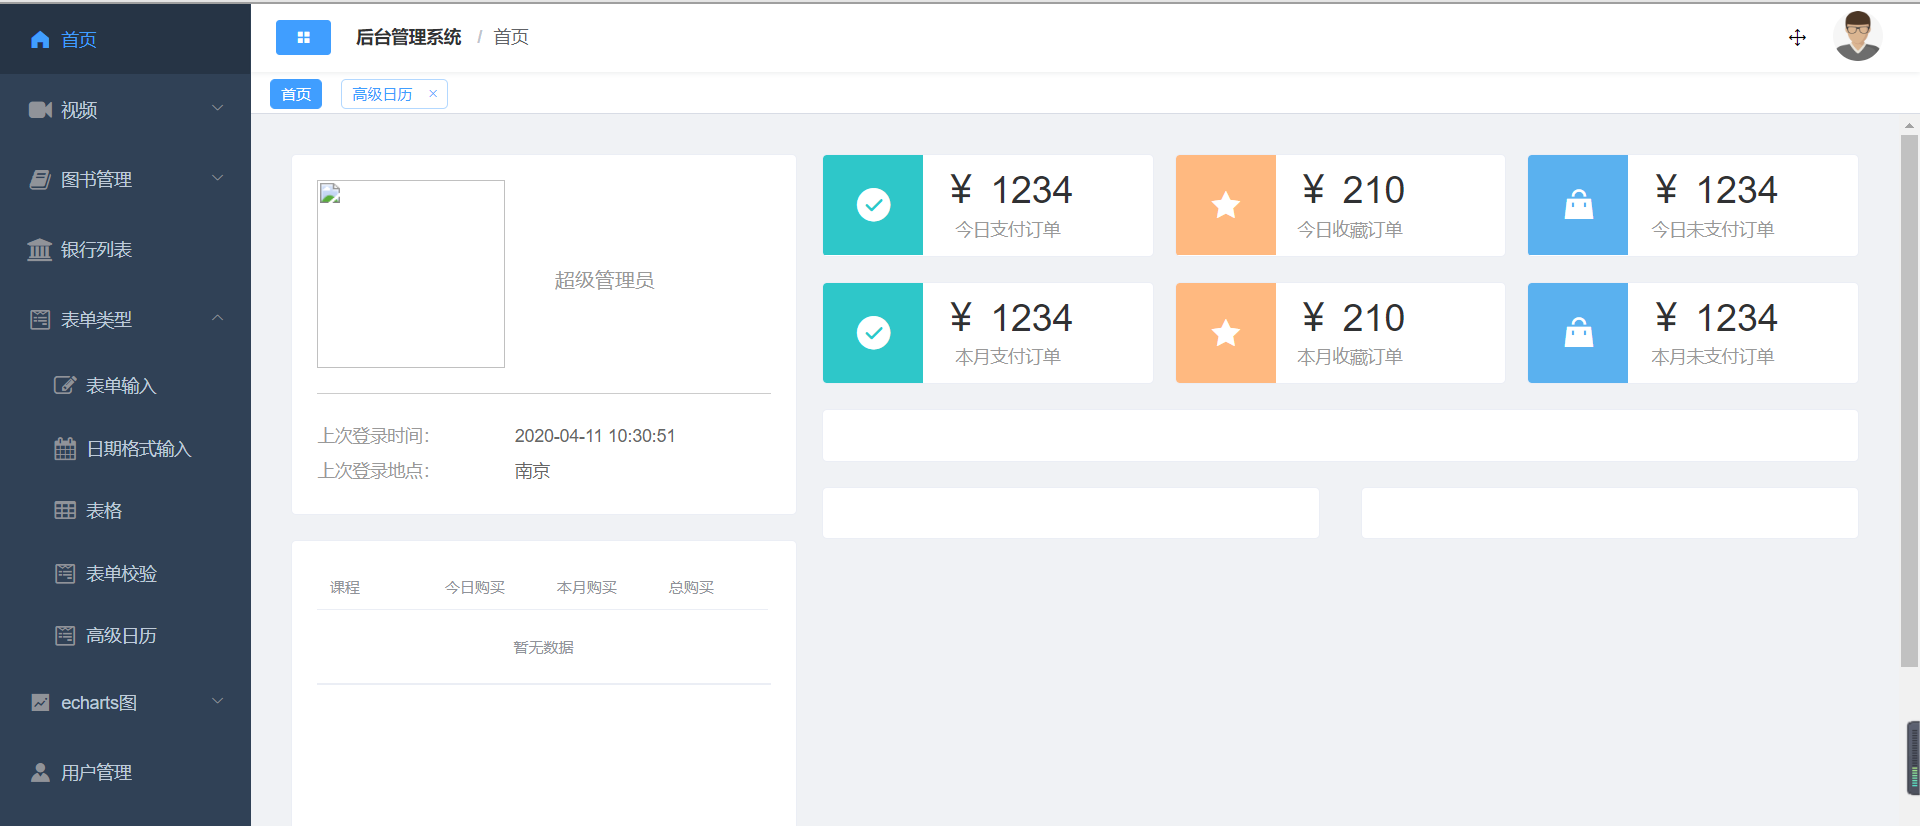 首页
视频
图书管理
银行列表
表单类型
表单输入
日期格式输入
表格
表单校验
高级日历
echarts图
用户管理
后台管理系统 / 首页
首页 高级日历 ×
超级管理员
上次登录时间： 2020-04-11 10:30:51
上次登录地点： 南京
课程 今日购买 本月购买 总购买
暂无数据
¥ 1234
今日支付订单
¥ 210
今日收藏订单
¥ 1234
今日未支付订单
¥ 1234
本月支付订单
¥ 210
本月收藏订单
¥ 1234
本月未支付订单